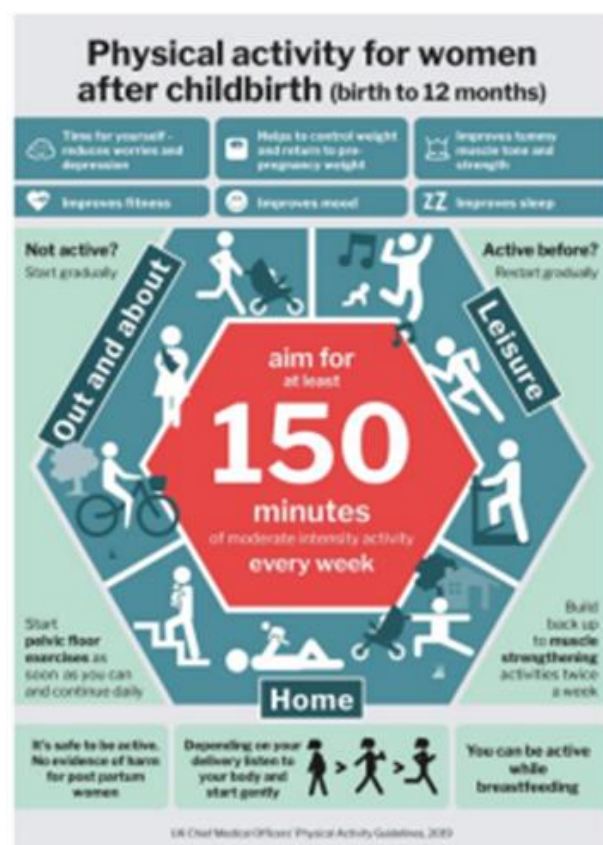 Physical activity for women
after childbirth (birth to 12 months)
Time for yourself –
reduces worries and
depression
Helps to control weight
and return to pre-
pregnancy weight
Improves tummy
muscle tone and
strength
Improves fitness
Improves mood
ZZ Improves sleep
Not active?
Start gradually
Active before?
Restart gradually
Out and about
Leisure
aim for
at least
150
minutes
of moderate intensity activity
every week
Start
pelvic floor
exercises as
soon as you can
and continue daily
Build
back up
to muscle
strengthening
activities twice
a week
Home
It's safe to be active.
No evidence of harm
for post partum
women
Depending on your
delivery listen to
your body and
start gently
> >
You can be active
while
breastfeeding
UK Chief Medical Officers' Physical Activity Guidelines, 2019